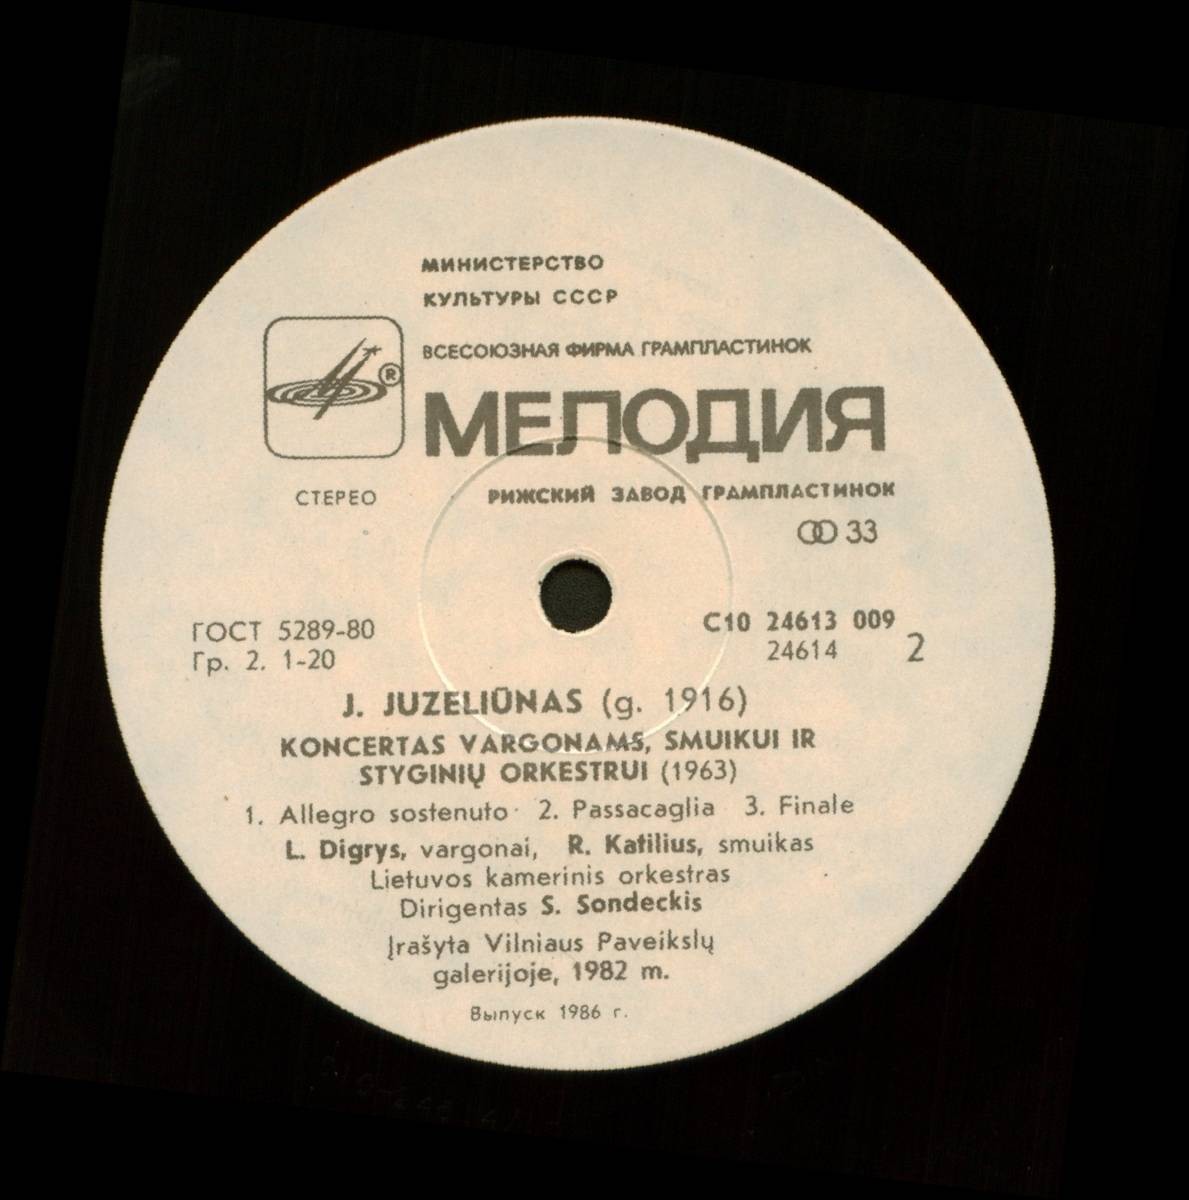 МИНИСТЕРСТВО
КУЛЬТУРЫ СССР
ВСЕСОЮЗНАЯ ФИРМА ГРАМПЛАСТИНОК
®
МЕЛОДИЯ
СТЕРЕО
РИЖСКИЙ ЗАВОД ГРАМПЛАСТИНОК
33
ГОСТ 5289-80
Гр. 2. 1-20
С10 24613 009
24614 2
J. JUZELIŪNAS (g. 1916)
KONCERTAS VARGONAMS, SMUIKUI IR
STYGINIŲ ORKESTRUI (1963)
1. Allegro sostenuto 2. Passacaglia 3. Finale
L. Digrys, vargonai, R. Katilius, smuikas
Lietuvos kamerinis orkestras
Dirigentas S. Sondeckis
Įrašyta Vilniaus Paveikslų
galerijoje, 1982 m.
Выпуск 1986 г.